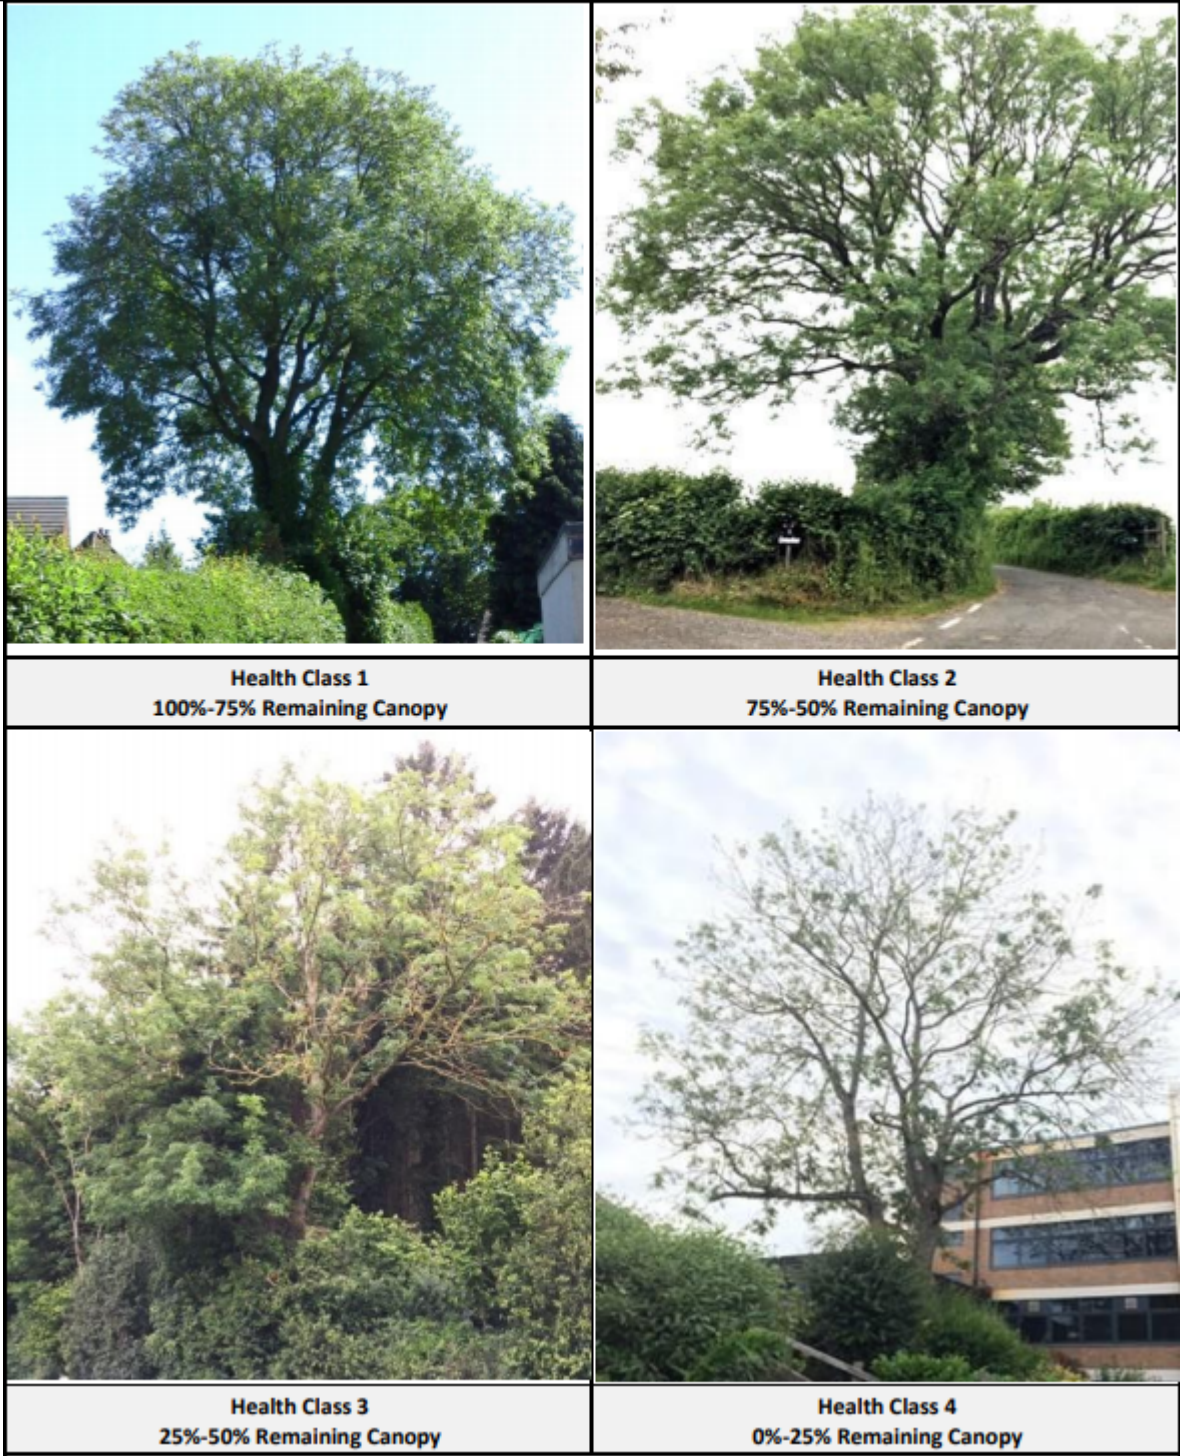 Health Class 1
100%-75% Remaining Canopy
Health Class 2
75%-50% Remaining Canopy
Health Class 3
25%-50% Remaining Canopy
Health Class 4
0%-25% Remaining Canopy